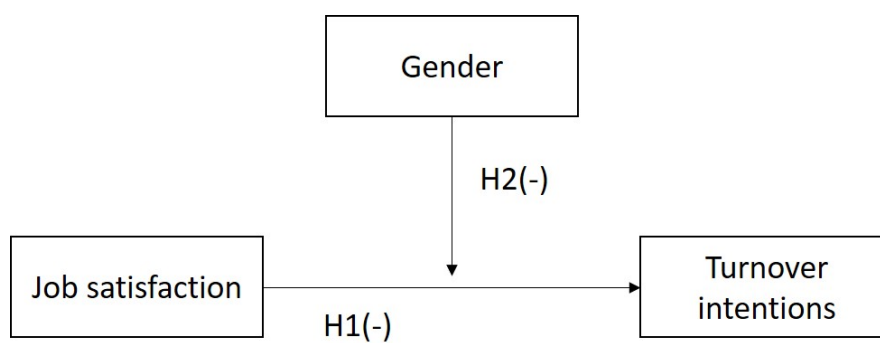 Gender
H2(-)
Job satisfaction
Turnover
intentions
H1(-)